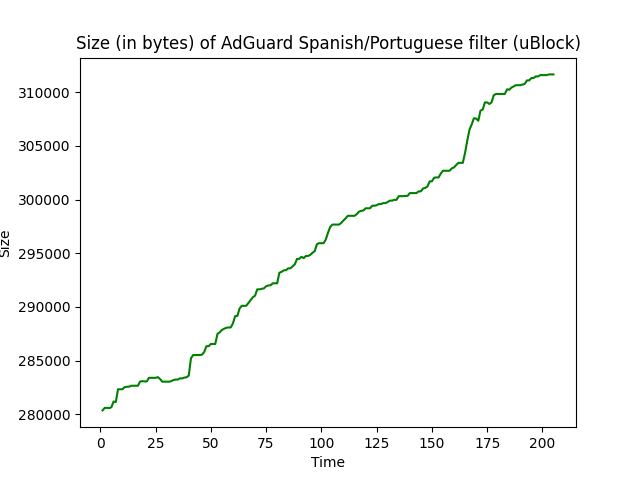 Size (in bytes) of AdGuard Spanish/Portuguese filter (uBlock)
310000
305000
300000
295000
290000
285000
280000
Size
0 25 50 75 100 125 150 175 200
Time